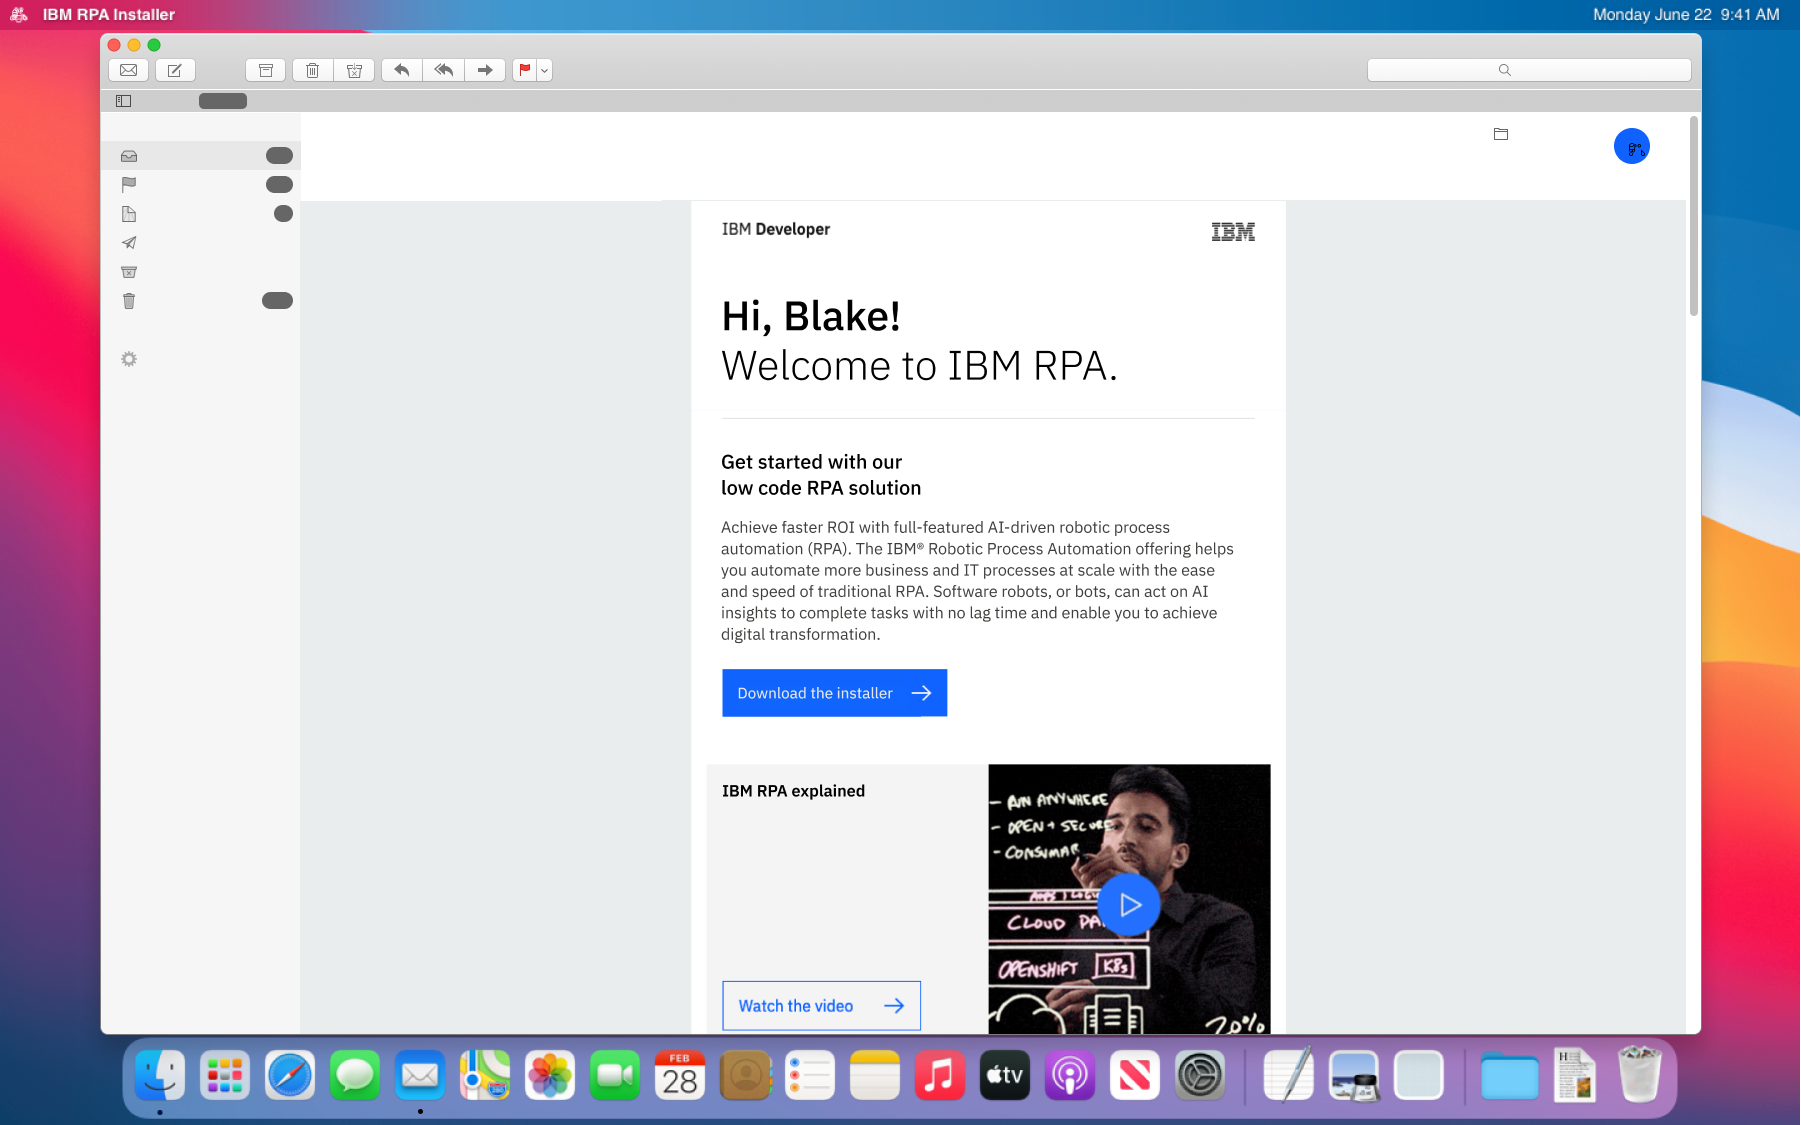 IBM RPA Installer
Monday June 22 9:41 AM
IBM Developer
IBM
Hi, Blake!
Welcome to IBM RPA.
Get started with our
low code RPA solution
Achieve faster ROI with full-featured AI-driven robotic process
automation (RPA). The IBM® Robotic Process Automation offering helps
you automate more business and IT processes at scale with the ease
and speed of traditional RPA. Software robots, or bots, can act on AI
insights to complete tasks with no lag time and enable you to achieve
digital transformation.
Download the installer
IBM RPA explained
- RUN ANYWHERE
- OPEN + SECURE
- CONSUMAB
CLOUD PA
OPENSHIFT K8s
20%
Watch the video
FEB
28
tv